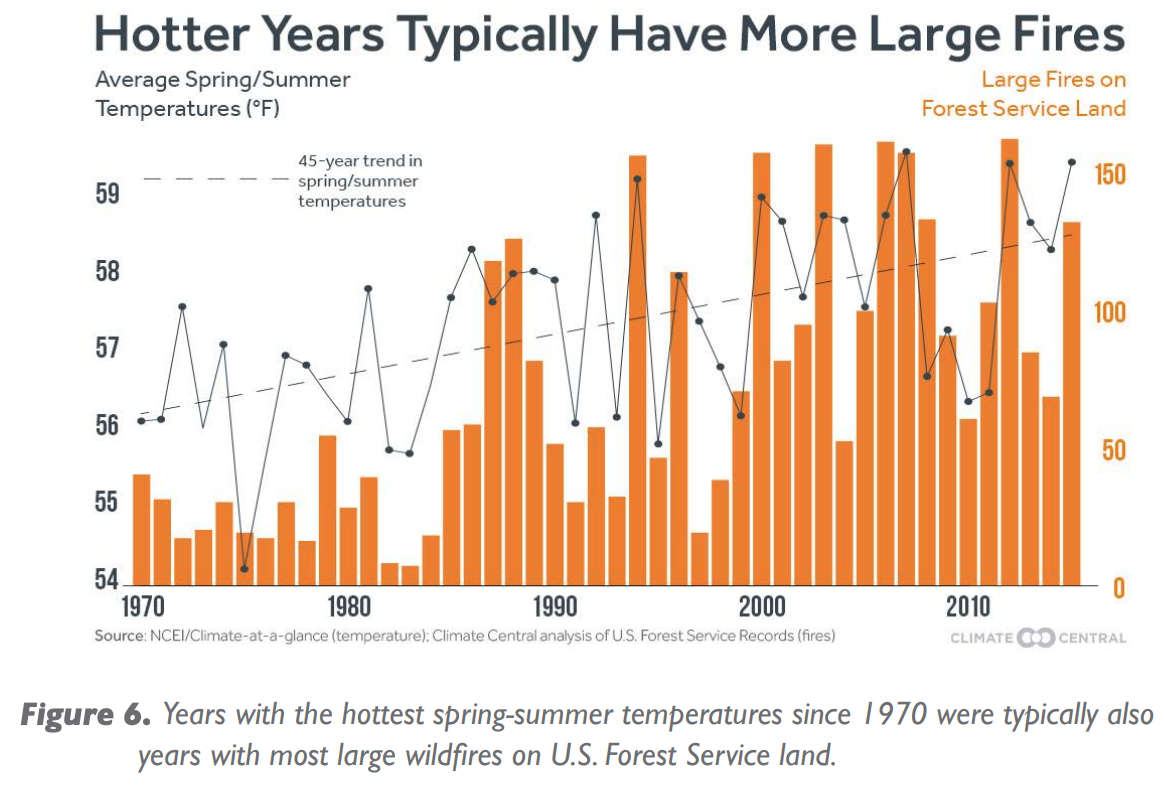 Hotter Years Typically Have More Large Fires
Average Spring/Summer
Temperatures (°F)
Large Fires on
Forest Service Land
45-year trend in
spring/summer
temperatures
59
58
57
56
55
54
150
100
50
0
1970
1980
1990
2000
2010
Source: NCEI/Climate-at-a-glance (temperature); Climate Central analysis of U.S. Forest Service Records (fires)
CLIMATE CENTRAL
Figure 6. Years with the hottest spring-summer temperatures since 1970 were typically also
years with most large wildfires on U.S. Forest Service land.